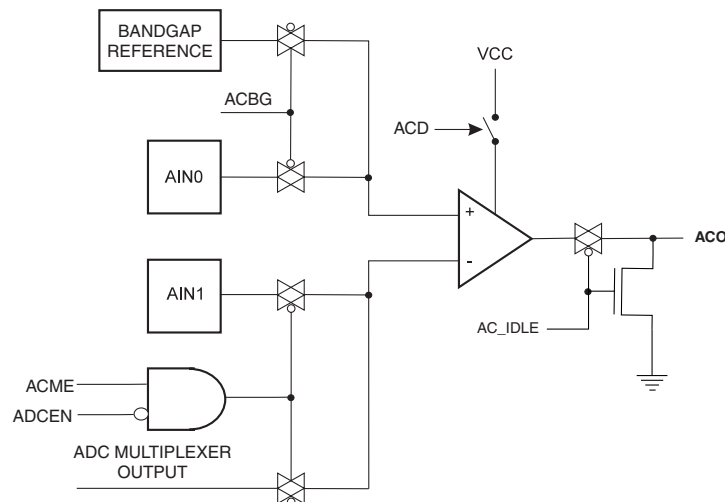 BANDGAP
REFERENCE
VCC
ACBG
ACD
AIN0
+
ACO
-
AIN1
AC_IDLE
ACME
ADCEN
ADC MULTIPLEXER
OUTPUT